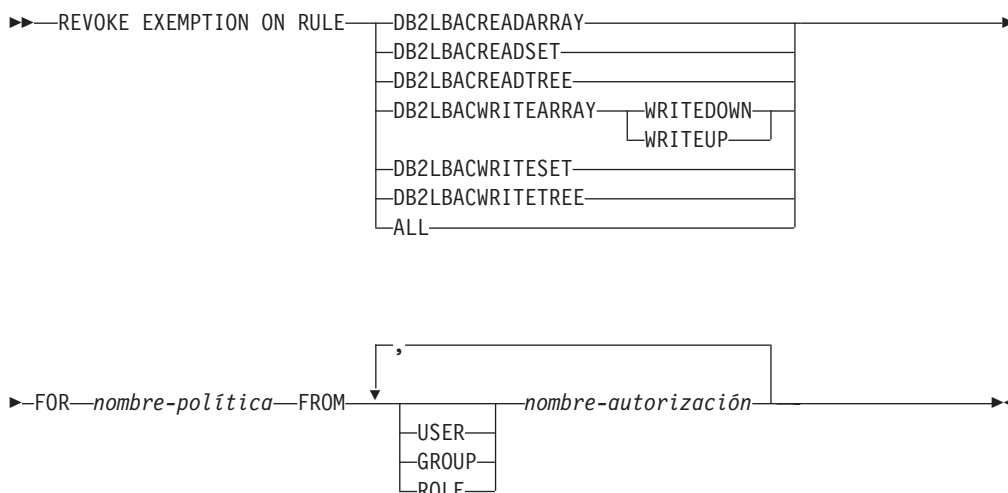 REVOKE EXEMPTION ON RULE DB2LBACREADARRAY
DB2LBACREADSET
DB2LBACREADTREE
DB2LBACWRITEARRAY WRITEDOWN
WRITEUP
DB2LBACWRITESET
DB2LBACWRITETREE
ALL
,
FOR nombre-política FROM nombre-autorización
USER
GROUP
ROLE